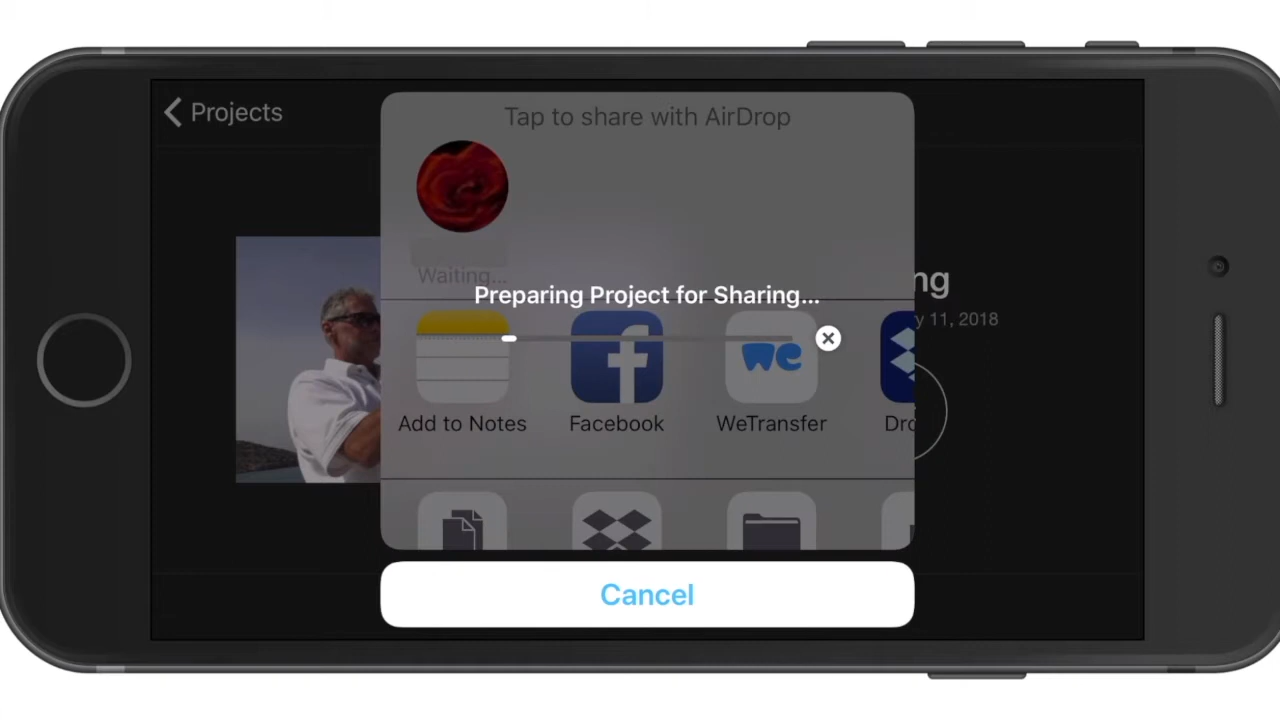 Projects
Tap to share with AirDrop
Waiting...
Preparing Project for Sharing...
ng
y 11, 2018
Add to Notes
Facebook
WeTransfer
Dro
Cancel